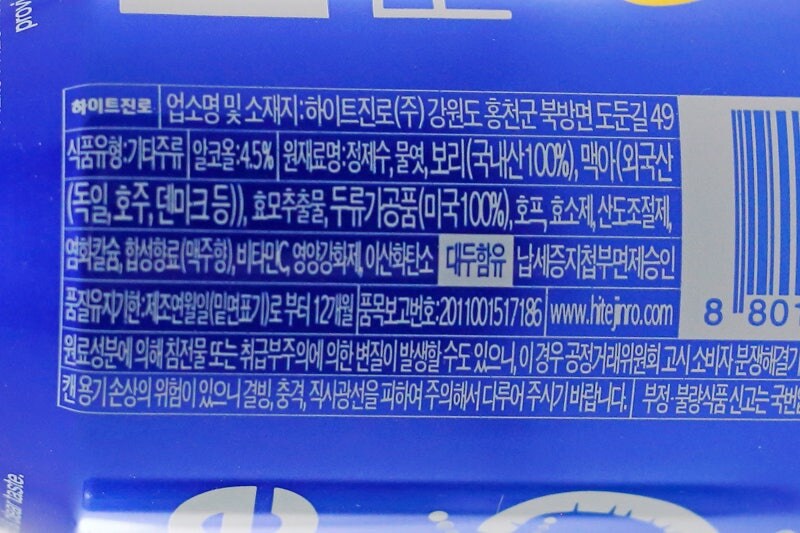 하이트진로 업소명 및 소재지:하이트진로(주) 강원도 홍천군 북방면 도둔길 49
식품유형:기타주류 알코올:4.5% 원재료명:정제수, 물엿, 보리(국내산100%), 맥아(외국산
(독일, 호주, 덴마크 등)), 효모추출물, 두류가공품(미국100%), 호프, 효소제, 산도조절제,
염화칼슘, 합성향료(맥주향), 비타민C, 영양강화제, 이산화탄소 대두함유 납세증지첩부면제승인
품질유지기한:제조연월일(밑면표기)로 부터 12개월 품목보고번호:2011001517186 www.hitejinro.com
8 801
원료성분에 의해 침전물 또는 취급부주의에 의한 변질이 발생할 수도 있으니, 이 경우 공정거래위원회 고시 소비자 분쟁해결기
캔 용기 손상의 위험이 있으니 결빙, 충격, 직시광선을 피하여 주의해서 다루어 주시기 바랍니다. 부정·불량식품 신고는 국번
beer taste.